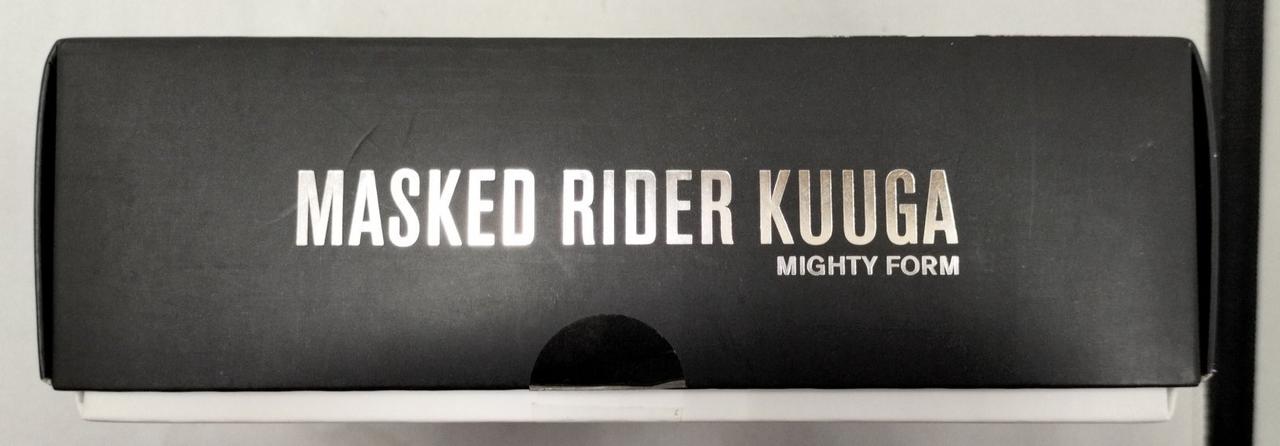 MASKED RIDER KUUGA
MIGHTY FORM